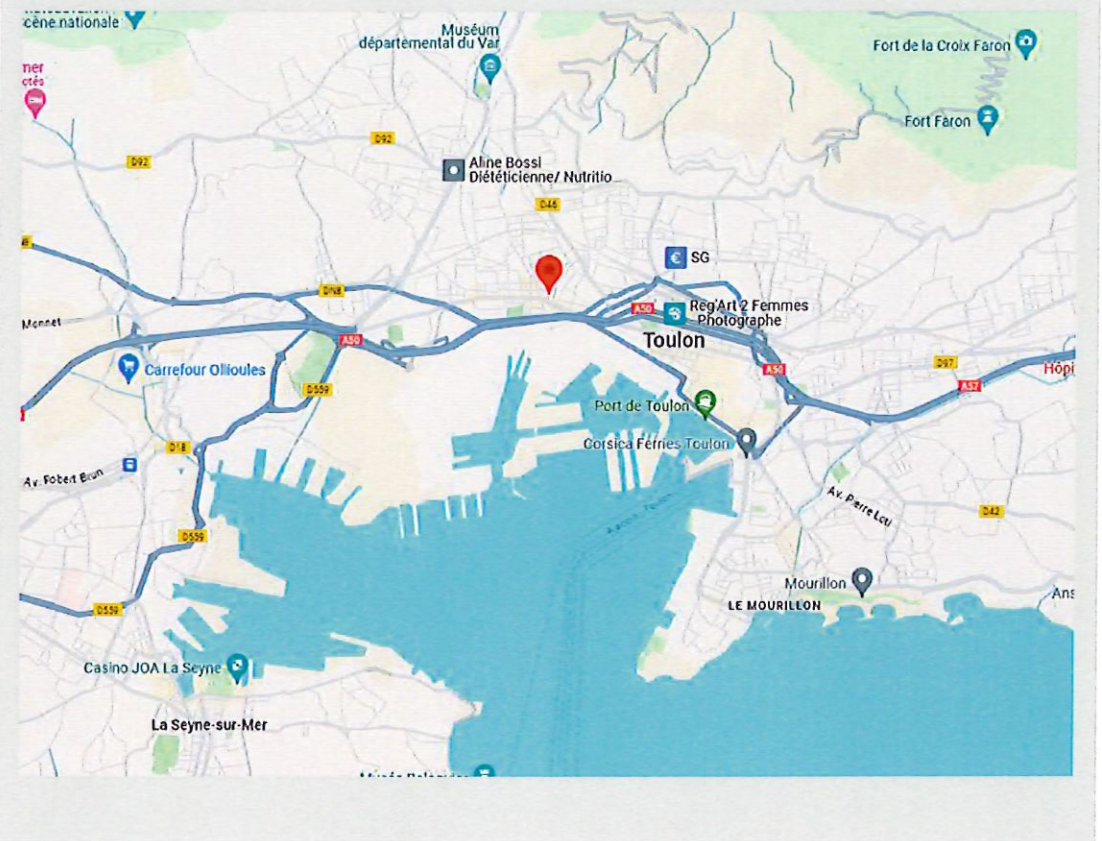 cène nationale
Muséum
départemental du Var
Fort de la Croix Faron
Fort Faron
D92
D92
Aline Bossi
Diététicienne/ Nutritio...
D46
SG
DN8
A50
Reg'Art 2 Femmes
Photographe
Monnet
A50
Toulon
Carrefour Ollioules
D559
A50
D97
A57
Hôpi
Port de Toulon
Corsica Ferries Toulon
D18
Av. Robert Brun
Av. Pierre Loti
D42
D559
Mourillon
LE MOURILLON
Ans
D559
Casino JOA La Seyne
La Seyne-sur-Mer